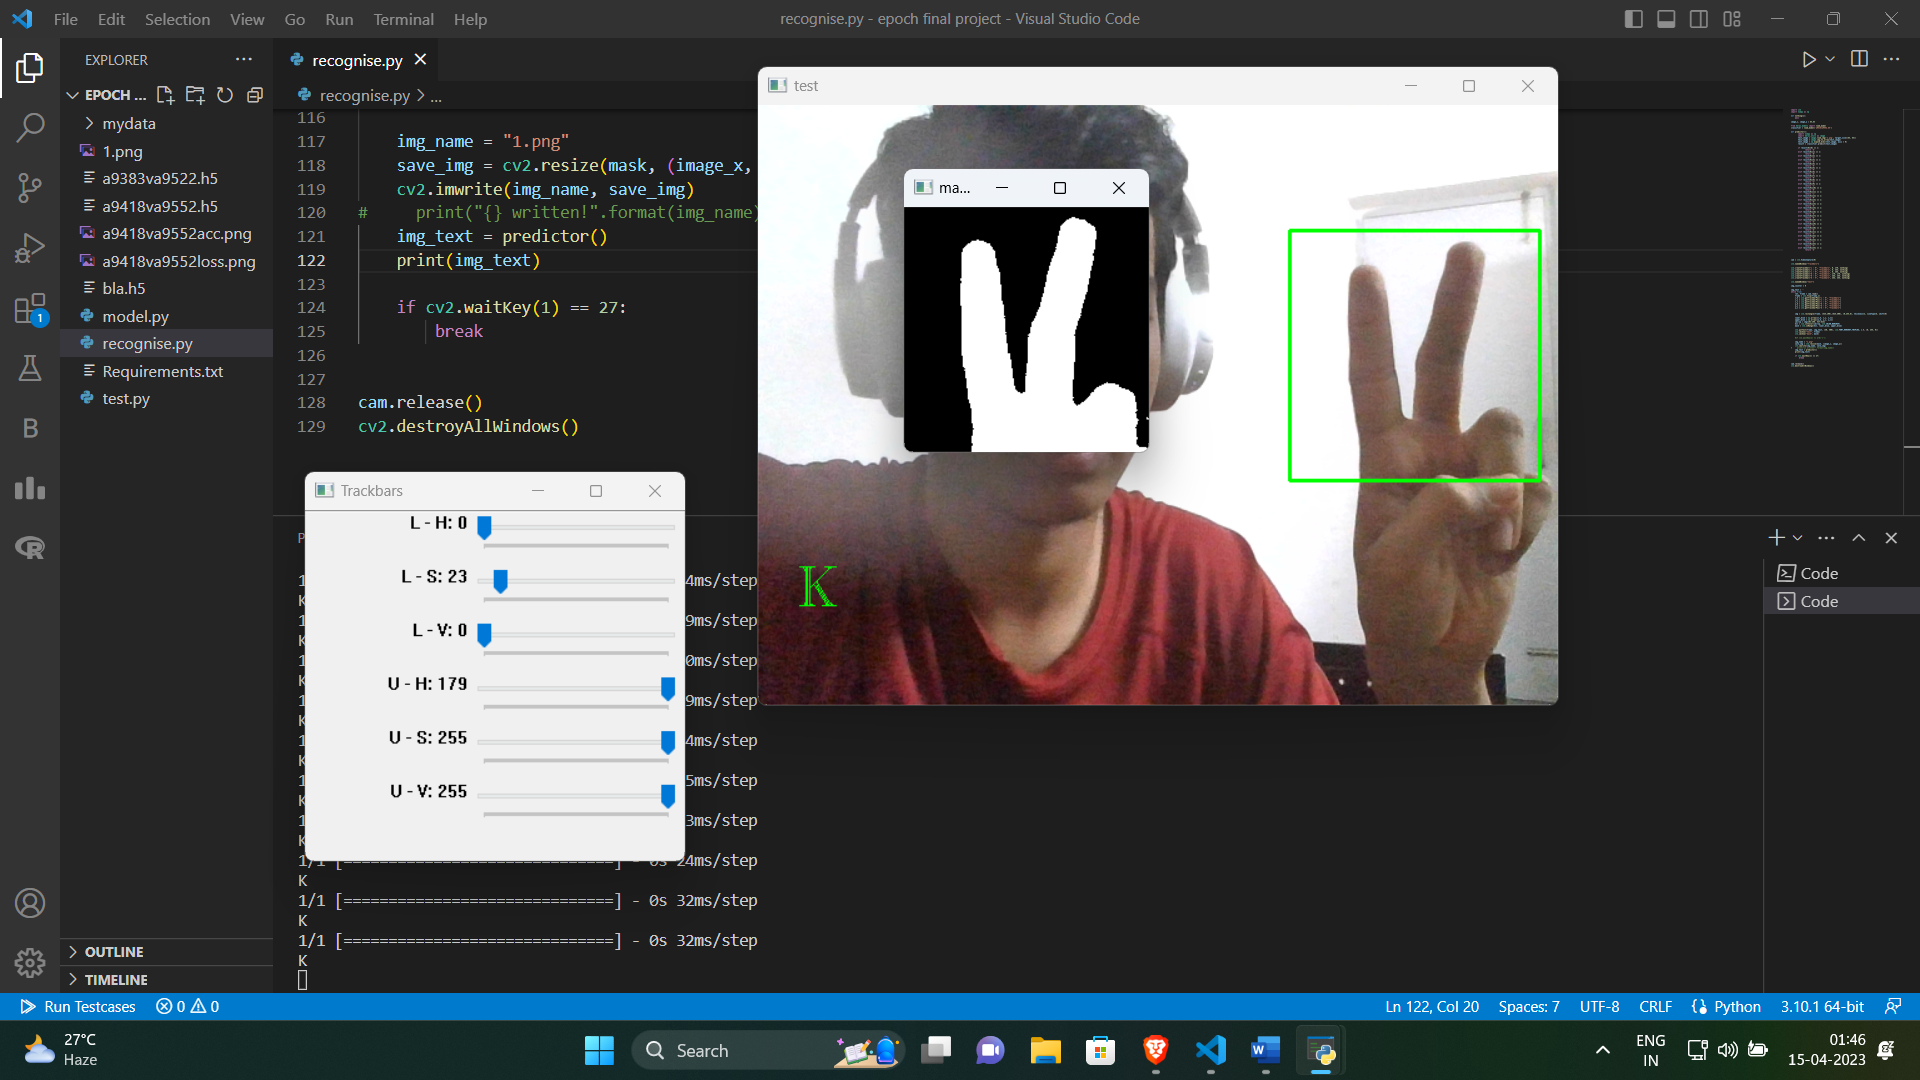 File Edit Selection View Go Run Terminal Help
recognise.py - epoch final project - Visual Studio Code
EXPLORER
EPOCH ...
mydata
1.png
a9383va9522.h5
a9418va9552.h5
a9418va9552acc.png
a9418va9552loss.png
bla.h5
model.py
recognise.py
Requirements.txt
test.py
OUTLINE
TIMELINE
1
B
R
recognise.py
recognise.py > ...
116
117 img_name = "1.png"
118 save_img = cv2.resize(mask, (image_x,
119 cv2.imwrite(img_name, save_img)
120 # print("{} written!".format(img_name)
121 img_text = predictor()
122 print(img_text)
123
124 if cv2.waitKey(1) == 27:
125 break
126
127
128 cam.release()
129 cv2.destroyAllWindows()
test
ma...
K
Trackbars
L - H: 0
L - S: 23
L - V: 0
U - H: 179
U - S: 255
U - V: 255
4ms/step
9ms/step
0ms/step
9ms/step
4ms/step
5ms/step
3ms/step
1/1 [==============================] - 0s 24ms/step
K
1/1 [==============================] - 0s 32ms/step
K
1/1 [==============================] - 0s 32ms/step
K
Code
Code
Run Testcases 0 0
Ln 122, Col 20 Spaces: 7 UTF-8 CRLF Python 3.10.1 64-bit
27°C
Haze
Search
ENG
IN
01:46
15-04-2023